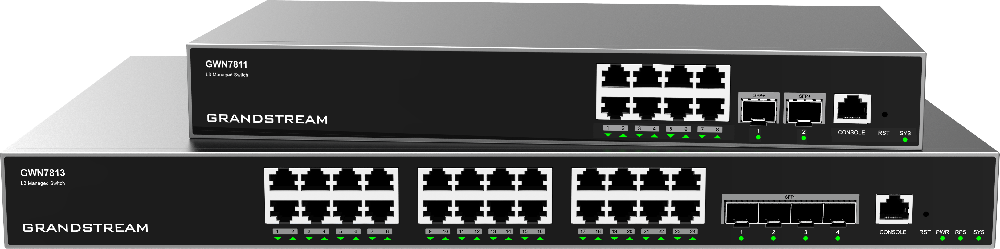 GWN7811
L3 Managed Switch
SFP+ SFP+
GRANDSTREAM
1 2 3 4 5 6 7 8
1 2
CONSOLE RST SYS
GWN7813
L3 Managed Switch
SFP+
GRANDSTREAM
1 2 3 4 5 6 7 8 9 10 11 12 13 14 15 16 17 18 19 20 21 22 23 24
1 2 3 4
CONSOLE RST PWR RPS SYS